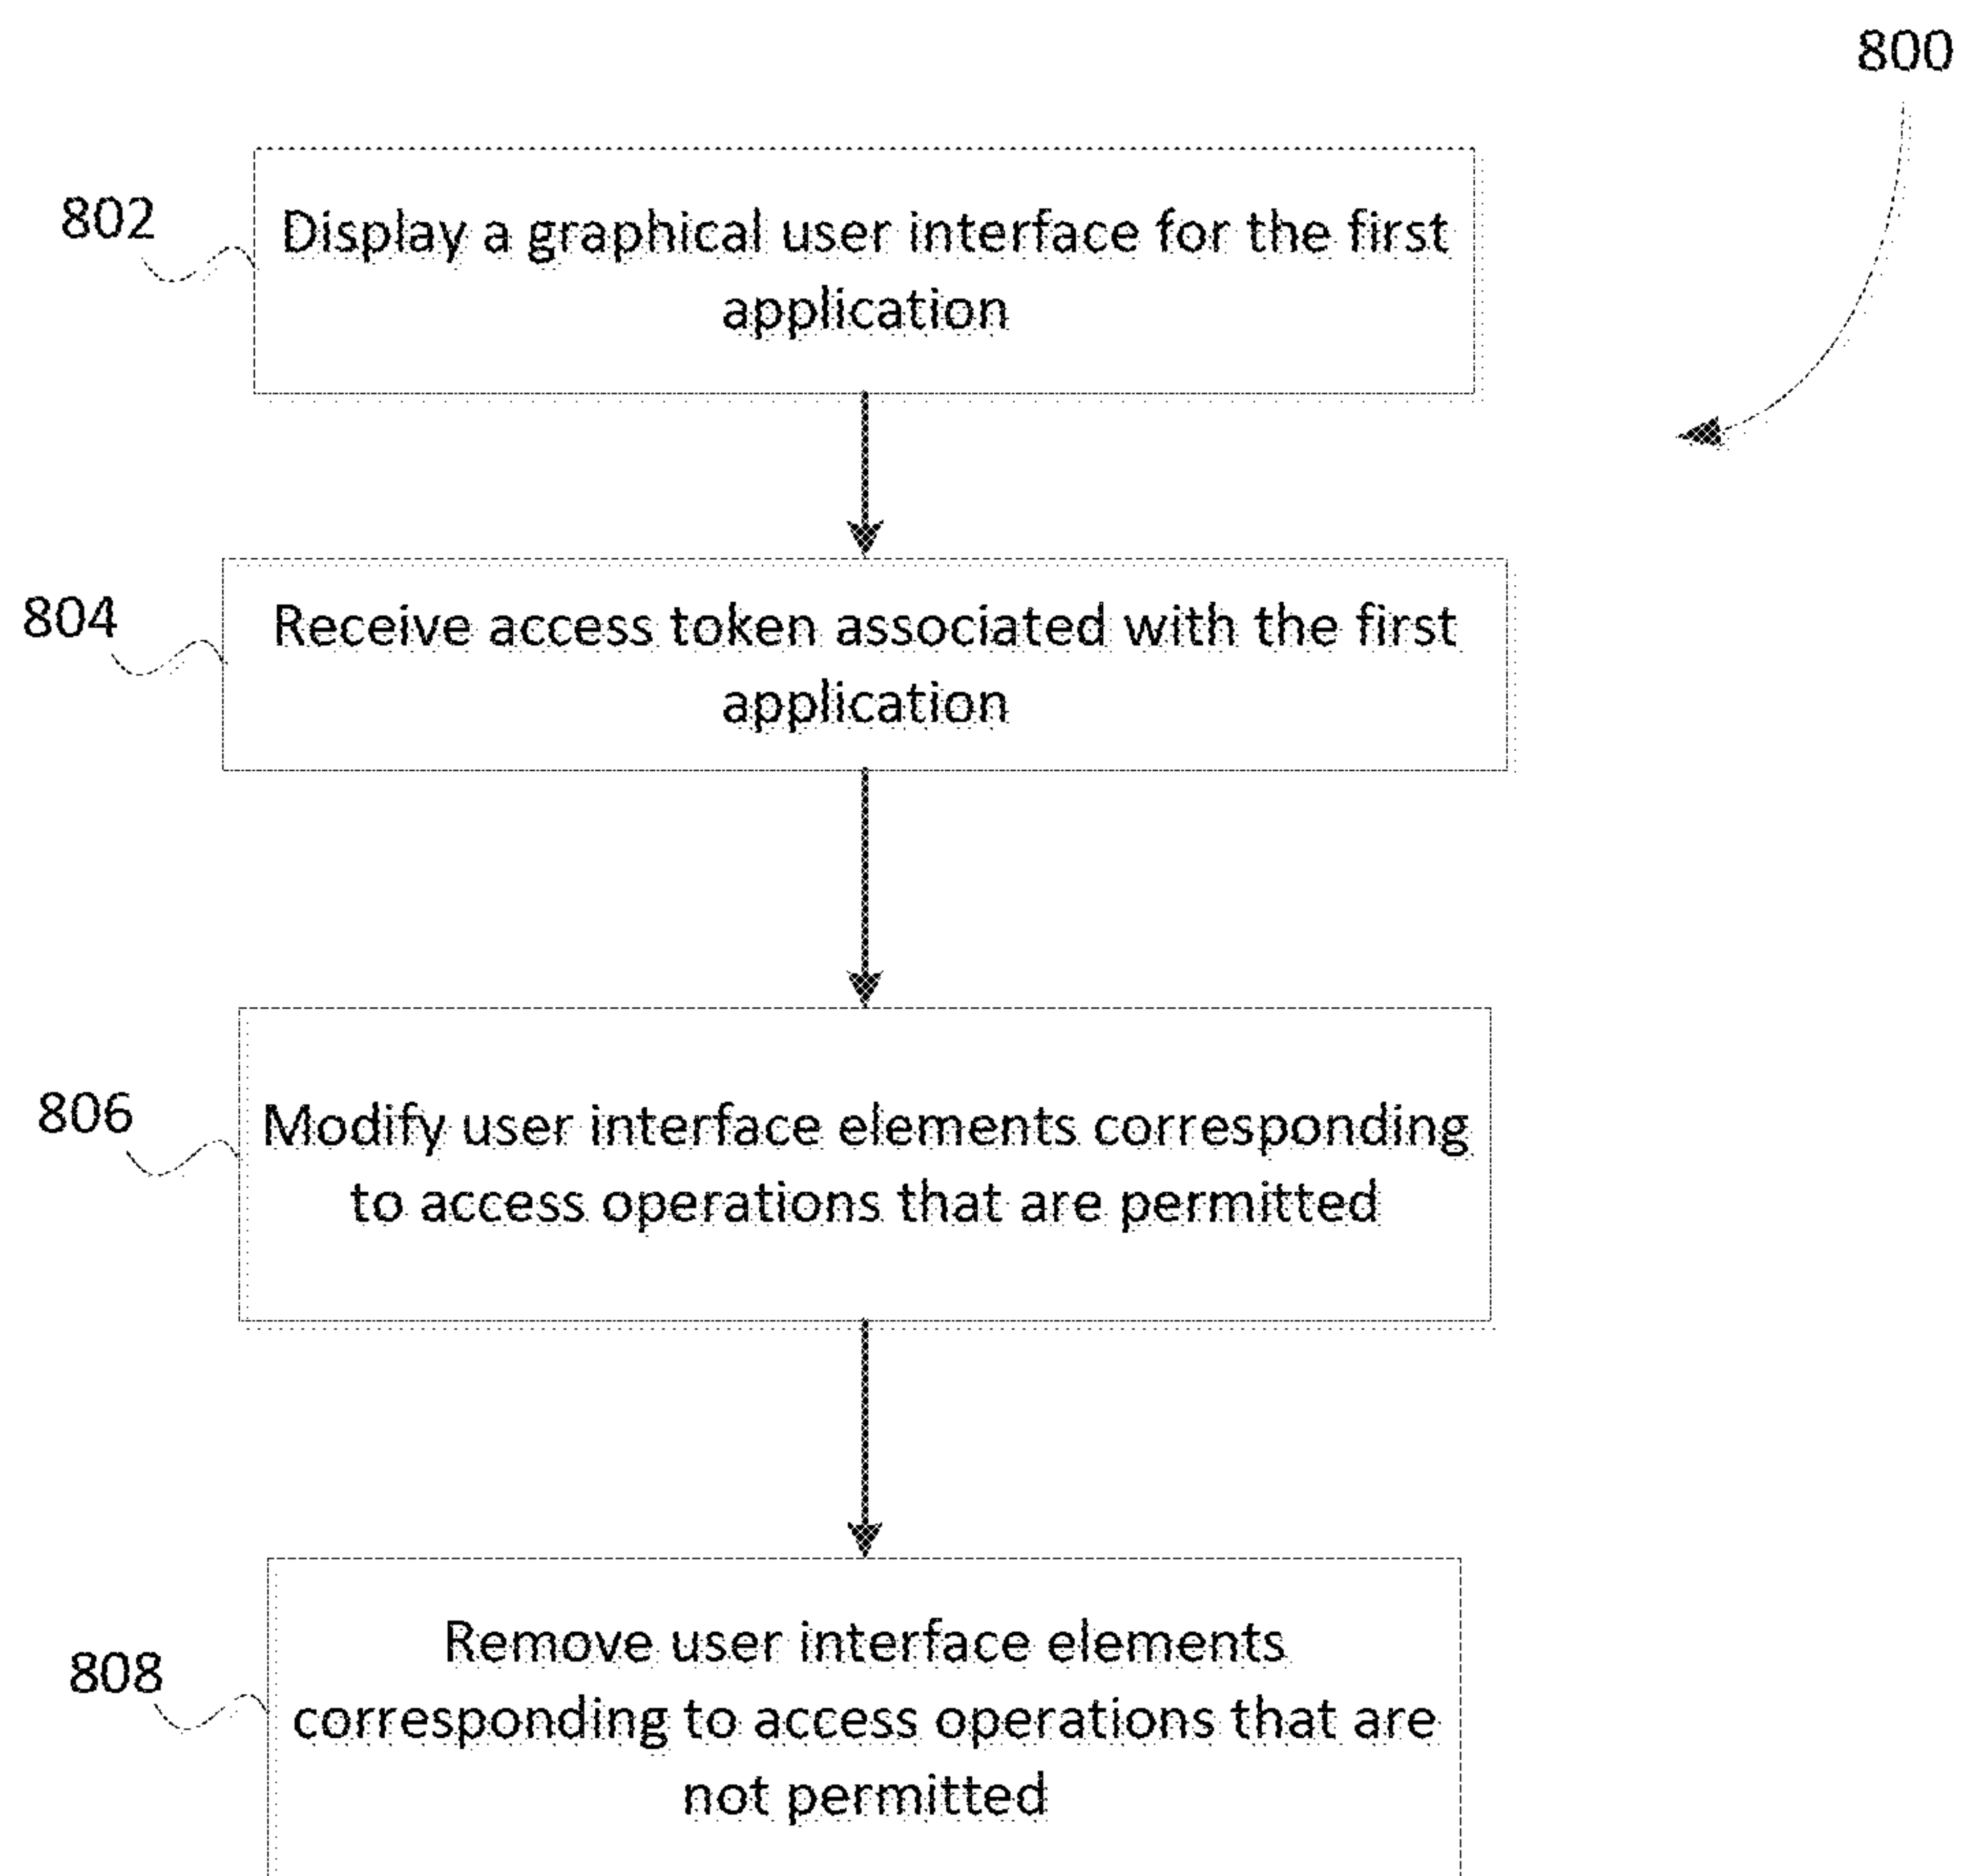 800
802
Display a graphical user interface for the first
application
804
Receive access token associated with the first
application
806
Modify user interface elements corresponding
to access operations that are permitted
808
Remove user interface elements
corresponding to access operations that are
not permitted